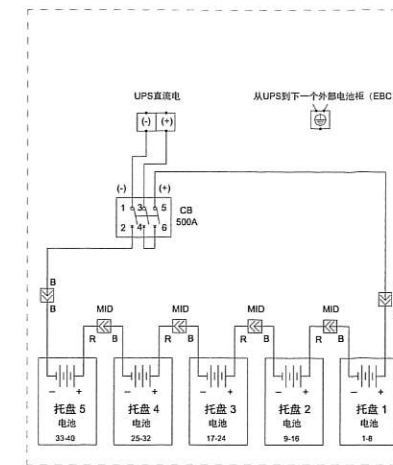 UPS直流电
从UPS到下一个外部电池柜（EBC
(-) (+)
(-) (+)
1 3 5
CB
500A
2 4 6
B
B
MID MID MID MID
R B R B R B R B
- + - + - + - + - +
托盘 5 托盘 4 托盘 3 托盘 2 托盘 1
电池 电池 电池 电池 电池
33-40 25-32 17-24 9-16 1-8